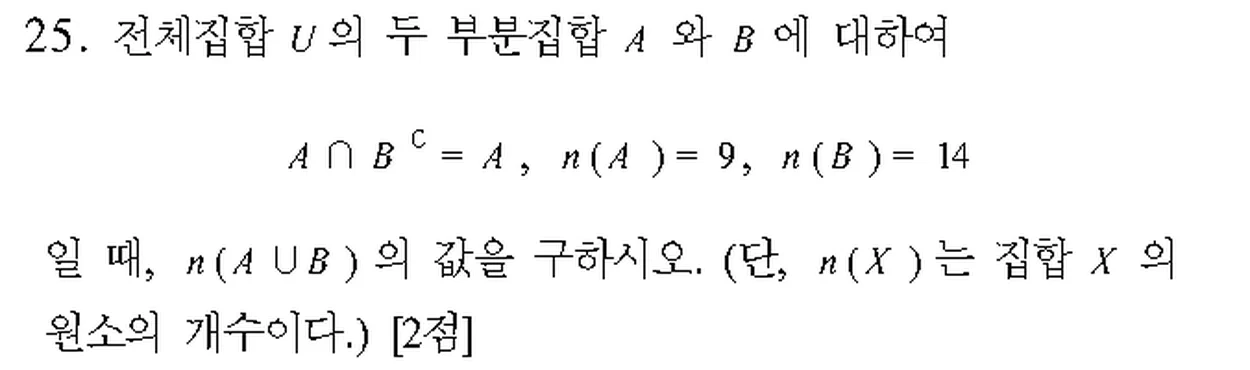 25. 전체집합 U의 두 부분집합 A 와 B 에 대하여
A ∩ B^C = A, n(A) = 9, n(B) = 14
일 때, n(A ∪ B)의 값을 구하시오. (단, n(X)는 집합 X 의
원소의 개수이다.) [2점]